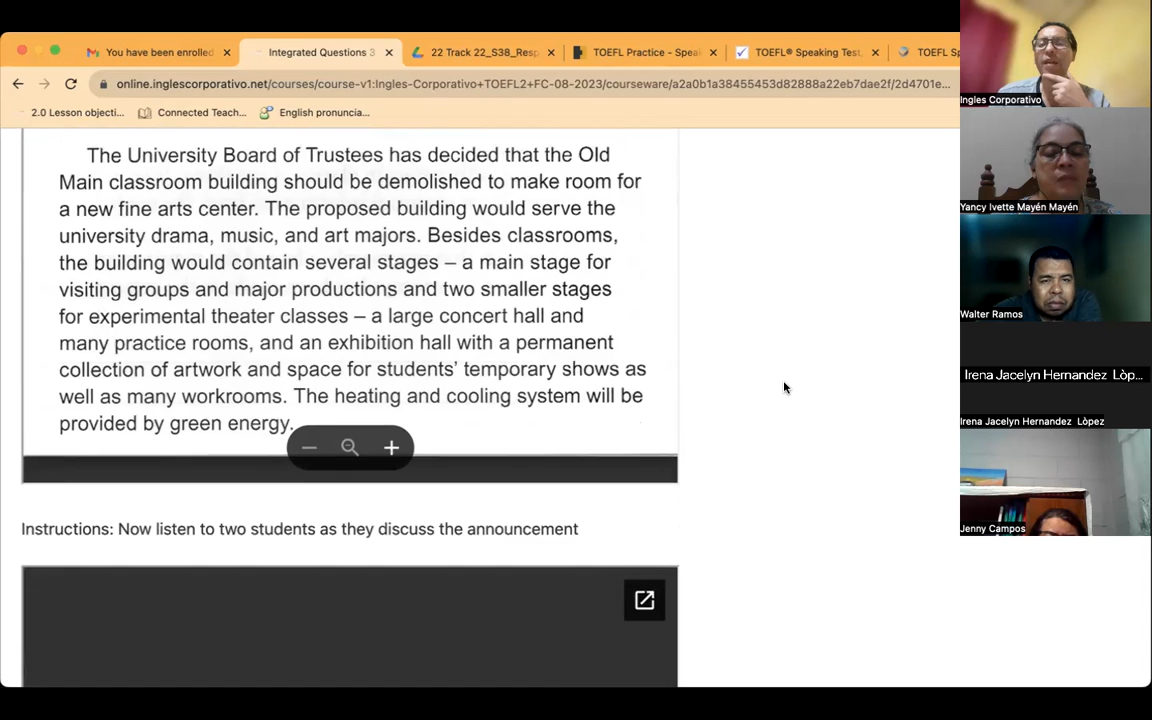 You have been enrolled
Integrated Questions 3
22 Track 22_S38_Resp
TOEFL Practice - Speak
TOEFL® Speaking Test,
TOEFL Sp
online.inglescorporativo.net/courses/course-v1:Ingles-Corporativo+TOEFL2+FC-08-2023/courseware/a2a0b1a38455453d82888a22eb7dae2f/2d4701e...
2.0 Lesson objecti...
Connected Teach...
English pronuncia...
The University Board of Trustees has decided that the Old
Main classroom building should be demolished to make room for
a new fine arts center. The proposed building would serve the
university drama, music, and art majors. Besides classrooms,
the building would contain several stages – a main stage for
visiting groups and major productions and two smaller stages
for experimental theater classes – a large concert hall and
many practice rooms, and an exhibition hall with a permanent
collection of artwork and space for students' temporary shows as
well as many workrooms. The heating and cooling system will be
provided by green energy.
Instructions: Now listen to two students as they discuss the announcement
Ingles Corporativo
Yancy Ivette Mayén Mayén
Walter Ramos
Irena Jacelyn Hernandez Lòp...
Irena Jacelyn Hernandez Lòpez
Jenny Campos